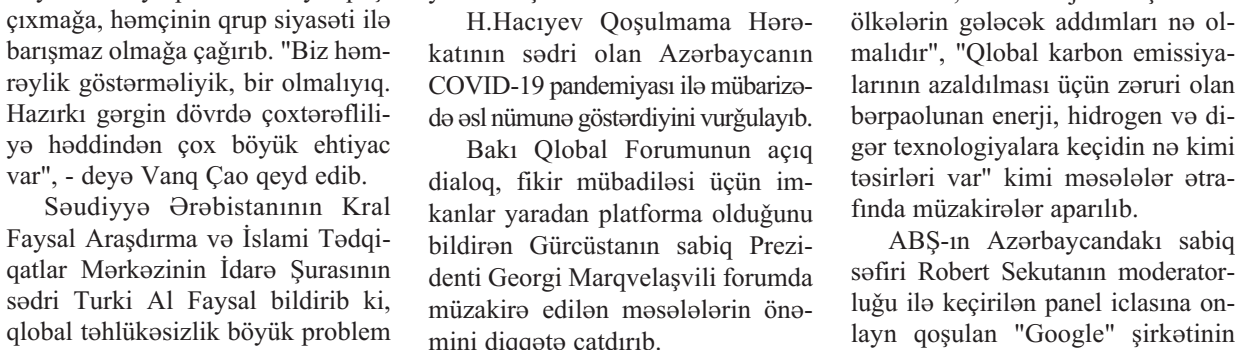 çıxmağa, həmçinin qrup siyasəti ilə
barışmaz olmağa çağırıb. "Biz həm-
rəylik göstərməliyik, bir olmalıyıq.
Hazırkı gərgin dövrdə çoxtərəflili-
yə həddindən çox böyük ehtiyac
var", - deyə Vanq Çao qeyd edib.
Səudiyyə Ərəbistanının Kral
Faysal Araşdırma və İslami Tədqi-
qatlar Mərkəzinin İdarə Şurasının
sədri Turki Al Faysal bildirib ki,
qlobal təhlükəsizlik böyük problem
H.Hacıyev Qoşulmama Hərə-
katının sədri olan Azərbaycanın
COVID-19 pandemiyası ilə mübarizə-
də əsl nümunə göstərdiyini vurğulayıb.
Bakı Qlobal Forumunun açıq
dialoq, fikir mübadiləsi üçün im-
kanlar yaradan platforma olduğunu
bildirən Gürcüstanın sabiq Prezi-
denti Georgi Marqvelaşvili forumda
müzakirə edilən məsələlərin önə-
mini diqqətə çatdırıb.
ölkələrin gələcək addımları nə ol-
malıdır", "Qlobal karbon emissiya-
larının azaldılması üçün zəruri olan
bərpaolunan enerji, hidrogen və di-
gər texnologiyalara keçidin nə kimi
təsirləri var" kimi məsələlər ətra-
fında müzakirələr aparılıb.
ABŞ-ın Azərbaycandakı sabiq
səfiri Robert Sekutanın moderator-
luğu ilə keçirilən panel iclasına on-
layn qoşulan "Google" şirkətinin